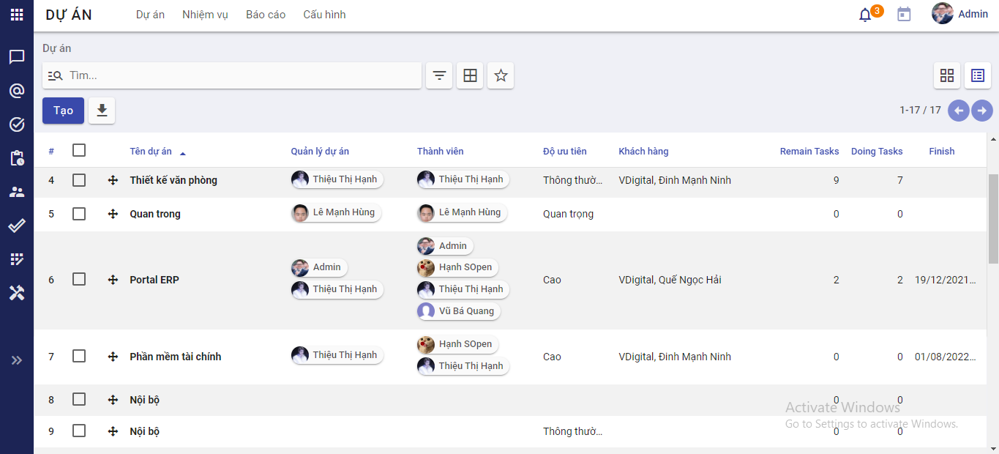 DỰ ÁN Dự án Nhiệm vụ Báo cáo Cấu hình 3 Admin
Dự án
Tìm...
Tạo 1-17 / 17
# Tên dự án Quản lý dự án Thành viên Độ ưu tiên Khách hàng Remain Tasks Doing Tasks Finish
4 Thiết kế văn phòng Thiệu Thị Hạnh Thiệu Thị Hạnh Thông thườ... VDigital, Đinh Mạnh Ninh 9 7
5 Quan trong Lê Mạnh Hùng Lê Mạnh Hùng Quan trọng 0 0
Admin
Admin Hạnh SOpen
6 Portal ERP Cao VDigital, Quế Ngọc Hải 2 2 19/12/2021...
Thiệu Thị Hạnh Thiệu Thị Hạnh
Vũ Bá Quang
Hạnh SOpen
7 Phần mềm tài chính Thiệu Thị Hạnh Cao VDigital, Đinh Mạnh Ninh 0 0 01/08/2022...
Thiệu Thị Hạnh
8 Nội bộ 0 0
Activate Windows
Go to Settings to activate Windows.
9 Nội bộ Thông thườ... 0 0